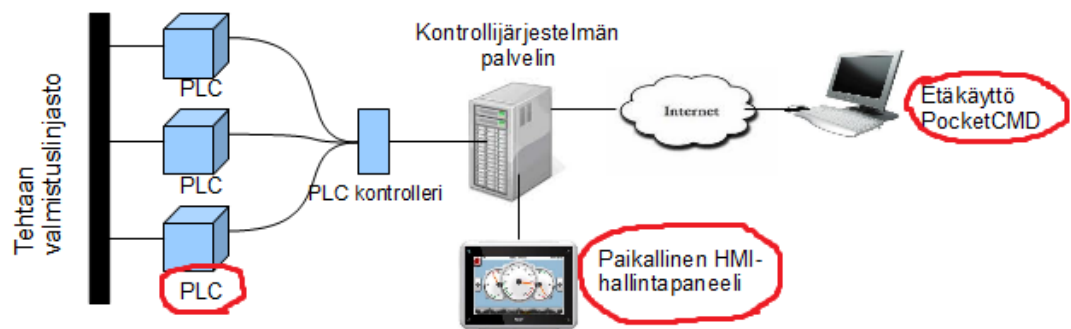 Tehtaan
valmistuslinjasto
PLC
PLC
PLC
PLC kontrolleri
Kontrollijärjestelmän
palvelin
Internet
Etäkäyttö
PocketCMD
Paikallinen HMI-
hallintapaneeli